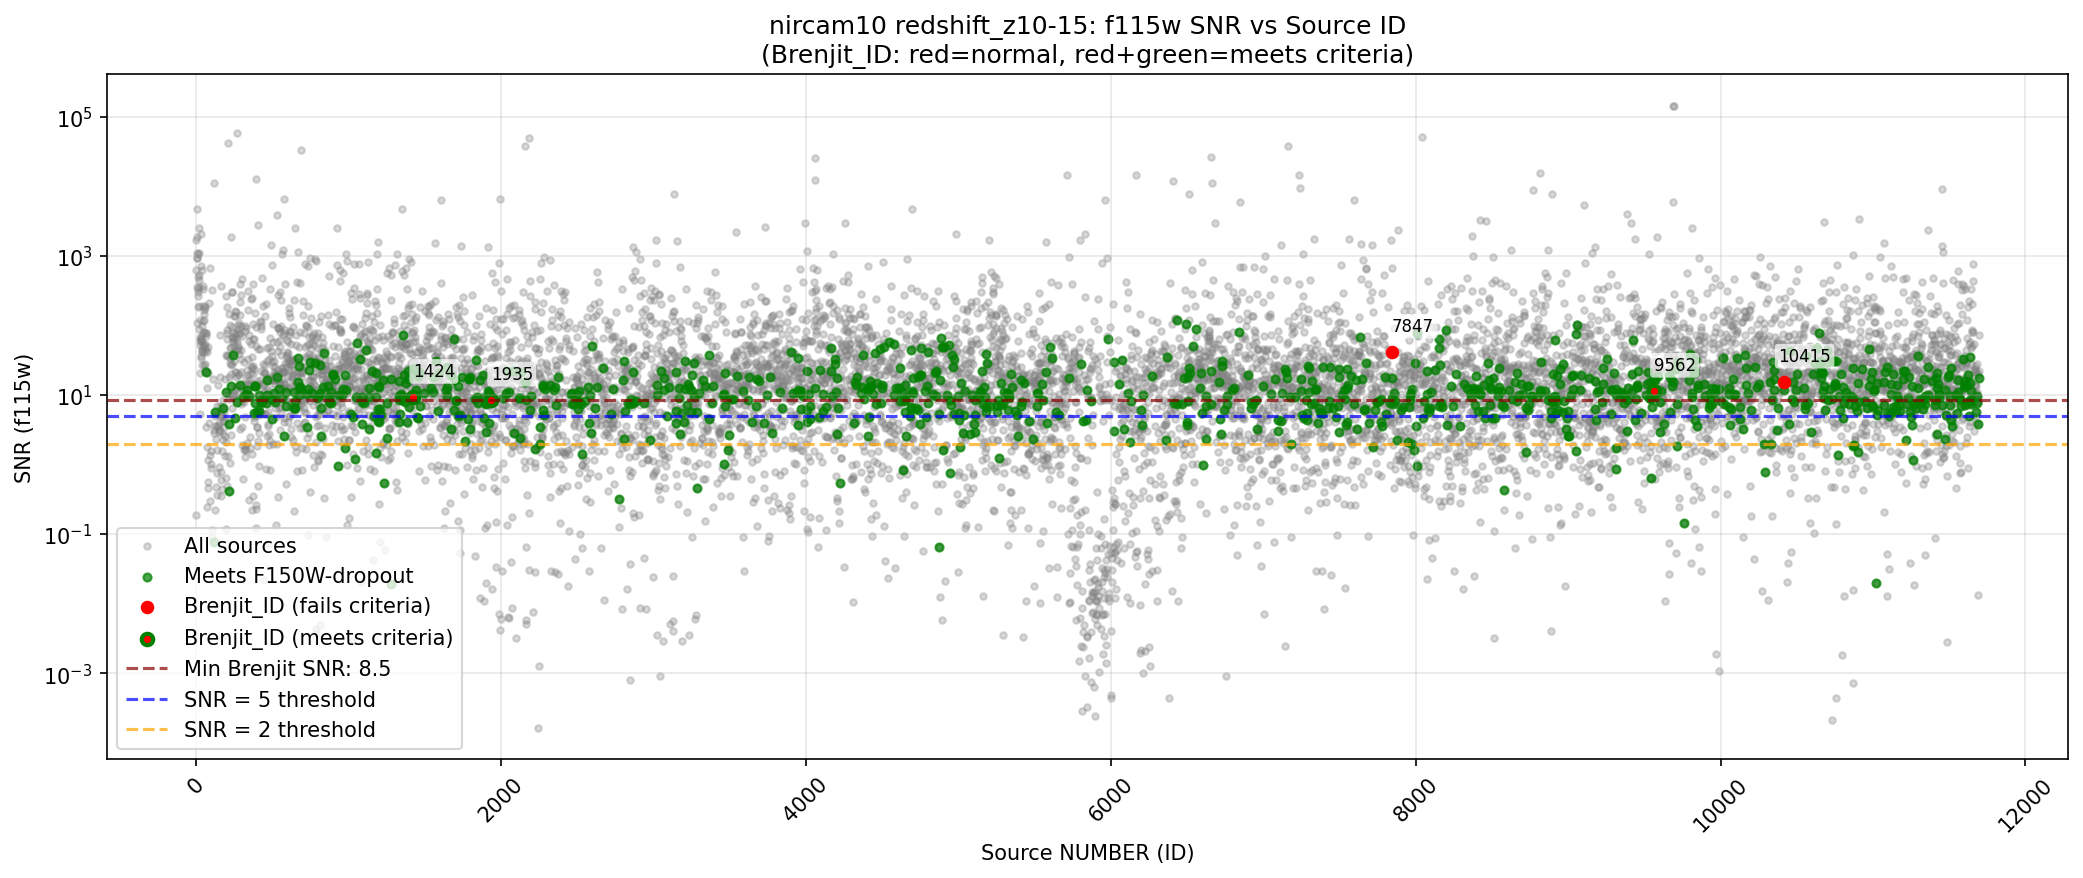 nircam10 redshift_z10-15: f115w SNR vs Source ID
(Brenjit_ID: red=normal, red+green=meets criteria)
SNR (f115w)
10^5
10^3
10^1
10^-1
10^-3
1424
1935
7847
9562
10415
All sources
Meets F150W-dropout
Brenjit_ID (fails criteria)
Brenjit_ID (meets criteria)
Min Brenjit SNR: 8.5
SNR = 5 threshold
SNR = 2 threshold
0
2000
4000
6000
8000
10000
12000
Source NUMBER (ID)